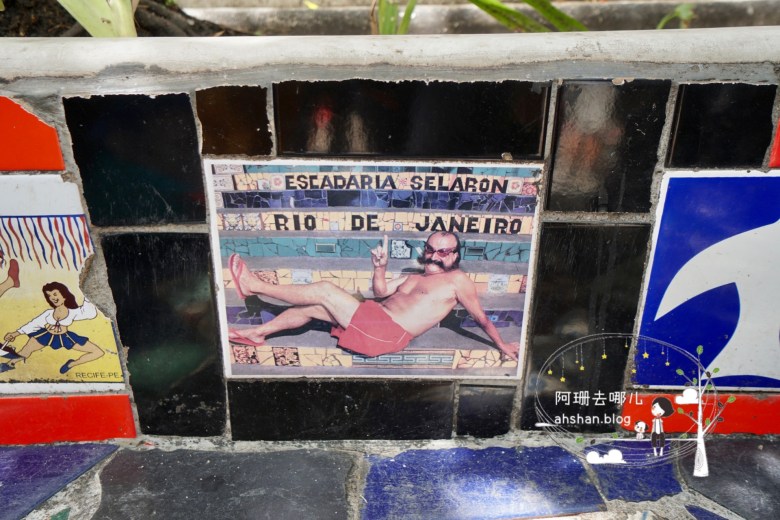 ESCADARIA SELARON
RIO DE JANEIRO
RECIFE-PE
阿珊去哪儿
ahshan.blog